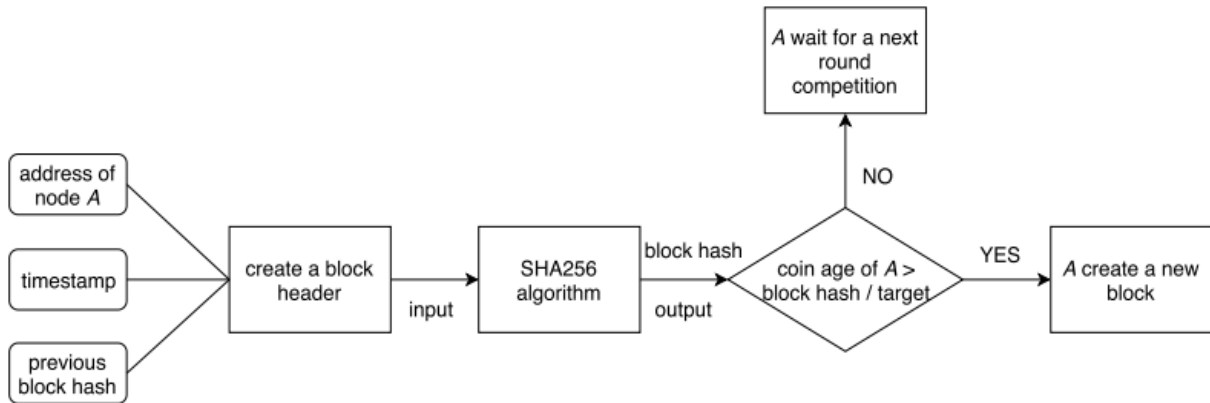 A wait for a next
round
competition
address of
node A
NO
block hash
YES
timestamp
create a block
header
input
SHA256
algorithm
output
coin age of A >
block hash / target
A create a new
block
previous
block hash